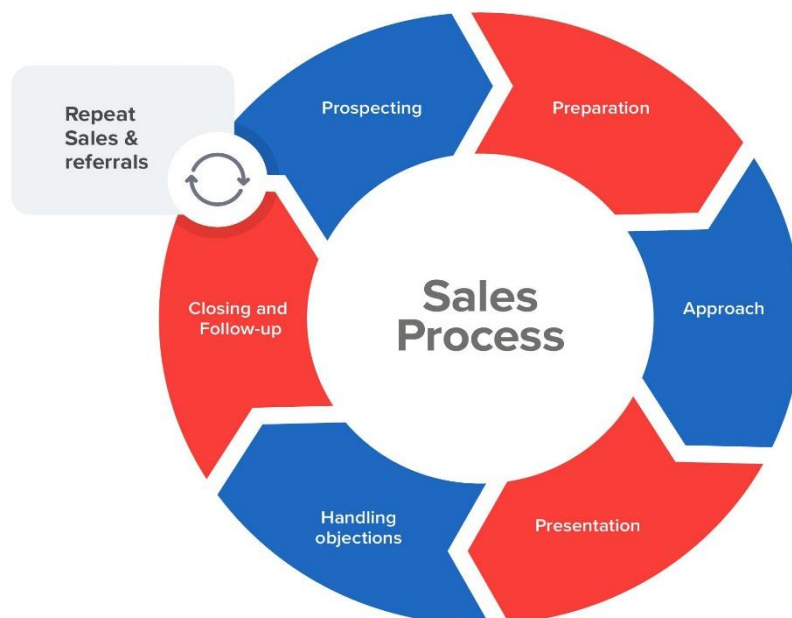 Repeat
Sales &
referrals
Prospecting
Preparation
Approach
Presentation
Handling
objections
Closing and
Follow-up
Sales
Process